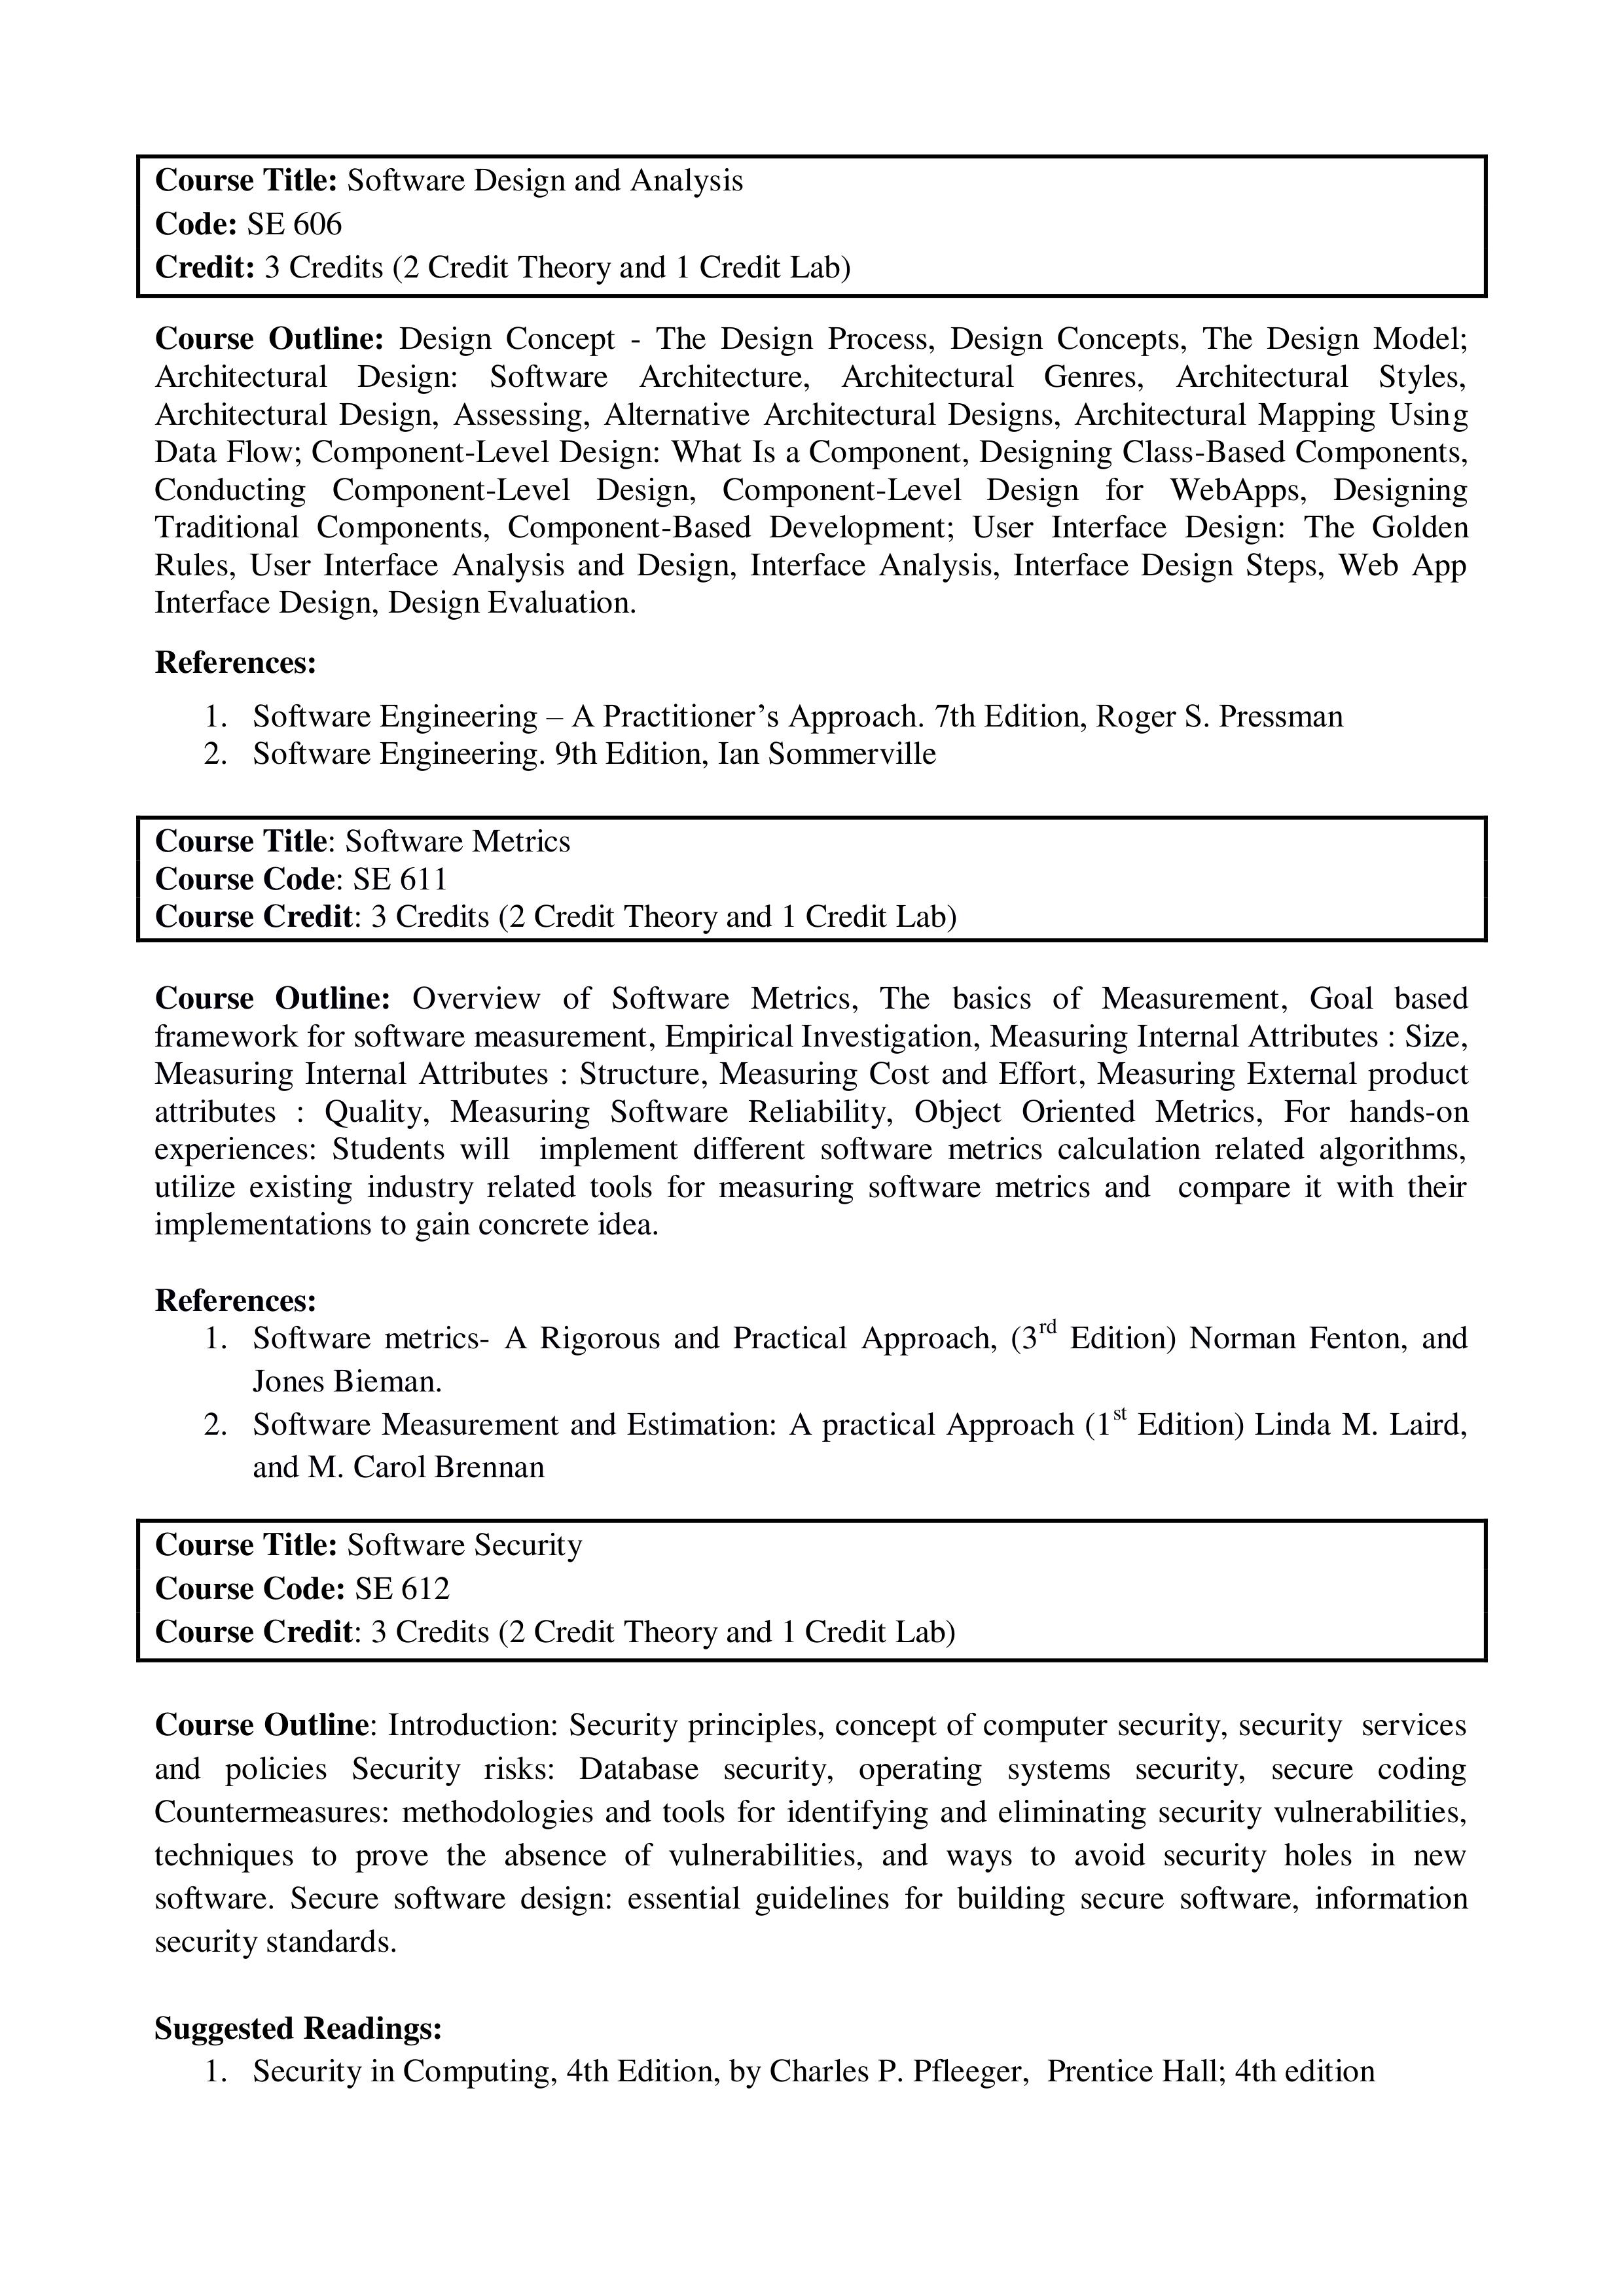 Course Title: Software Design and Analysis
Code: SE 606
Credit: 3 Credits (2 Credit Theory and 1 Credit Lab)
Course Outline: Design Concept - The Design Process, Design Concepts, The Design Model;
Architectural Design: Software Architecture, Architectural Genres, Architectural Styles,
Architectural Design, Assessing, Alternative Architectural Designs, Architectural Mapping Using
Data Flow; Component-Level Design: What Is a Component, Designing Class-Based Components,
Conducting Component-Level Design, Component-Level Design for WebApps, Designing
Traditional Components, Component-Based Development; User Interface Design: The Golden
Rules, User Interface Analysis and Design, Interface Analysis, Interface Design Steps, Web App
Interface Design, Design Evaluation.
References:
1. Software Engineering – A Practitioner’s Approach. 7th Edition, Roger S. Pressman
2. Software Engineering. 9th Edition, Ian Sommerville
Course Title: Software Metrics
Course Code: SE 611
Course Credit: 3 Credits (2 Credit Theory and 1 Credit Lab)
Course Outline: Overview of Software Metrics, The basics of Measurement, Goal based
framework for software measurement, Empirical Investigation, Measuring Internal Attributes : Size,
Measuring Internal Attributes : Structure, Measuring Cost and Effort, Measuring External product
attributes : Quality, Measuring Software Reliability, Object Oriented Metrics, For hands-on
experiences: Students will implement different software metrics calculation related algorithms,
utilize existing industry related tools for measuring software metrics and compare it with their
implementations to gain concrete idea.
References:
1. Software metrics- A Rigorous and Practical Approach, (3rd Edition) Norman Fenton, and
Jones Bieman.
2. Software Measurement and Estimation: A practical Approach (1st Edition) Linda M. Laird,
and M. Carol Brennan
Course Title: Software Security
Course Code: SE 612
Course Credit: 3 Credits (2 Credit Theory and 1 Credit Lab)
Course Outline: Introduction: Security principles, concept of computer security, security services
and policies Security risks: Database security, operating systems security, secure coding
Countermeasures: methodologies and tools for identifying and eliminating security vulnerabilities,
techniques to prove the absence of vulnerabilities, and ways to avoid security holes in new
software. Secure software design: essential guidelines for building secure software, information
security standards.
Suggested Readings:
1. Security in Computing, 4th Edition, by Charles P. Pfleeger, Prentice Hall; 4th edition